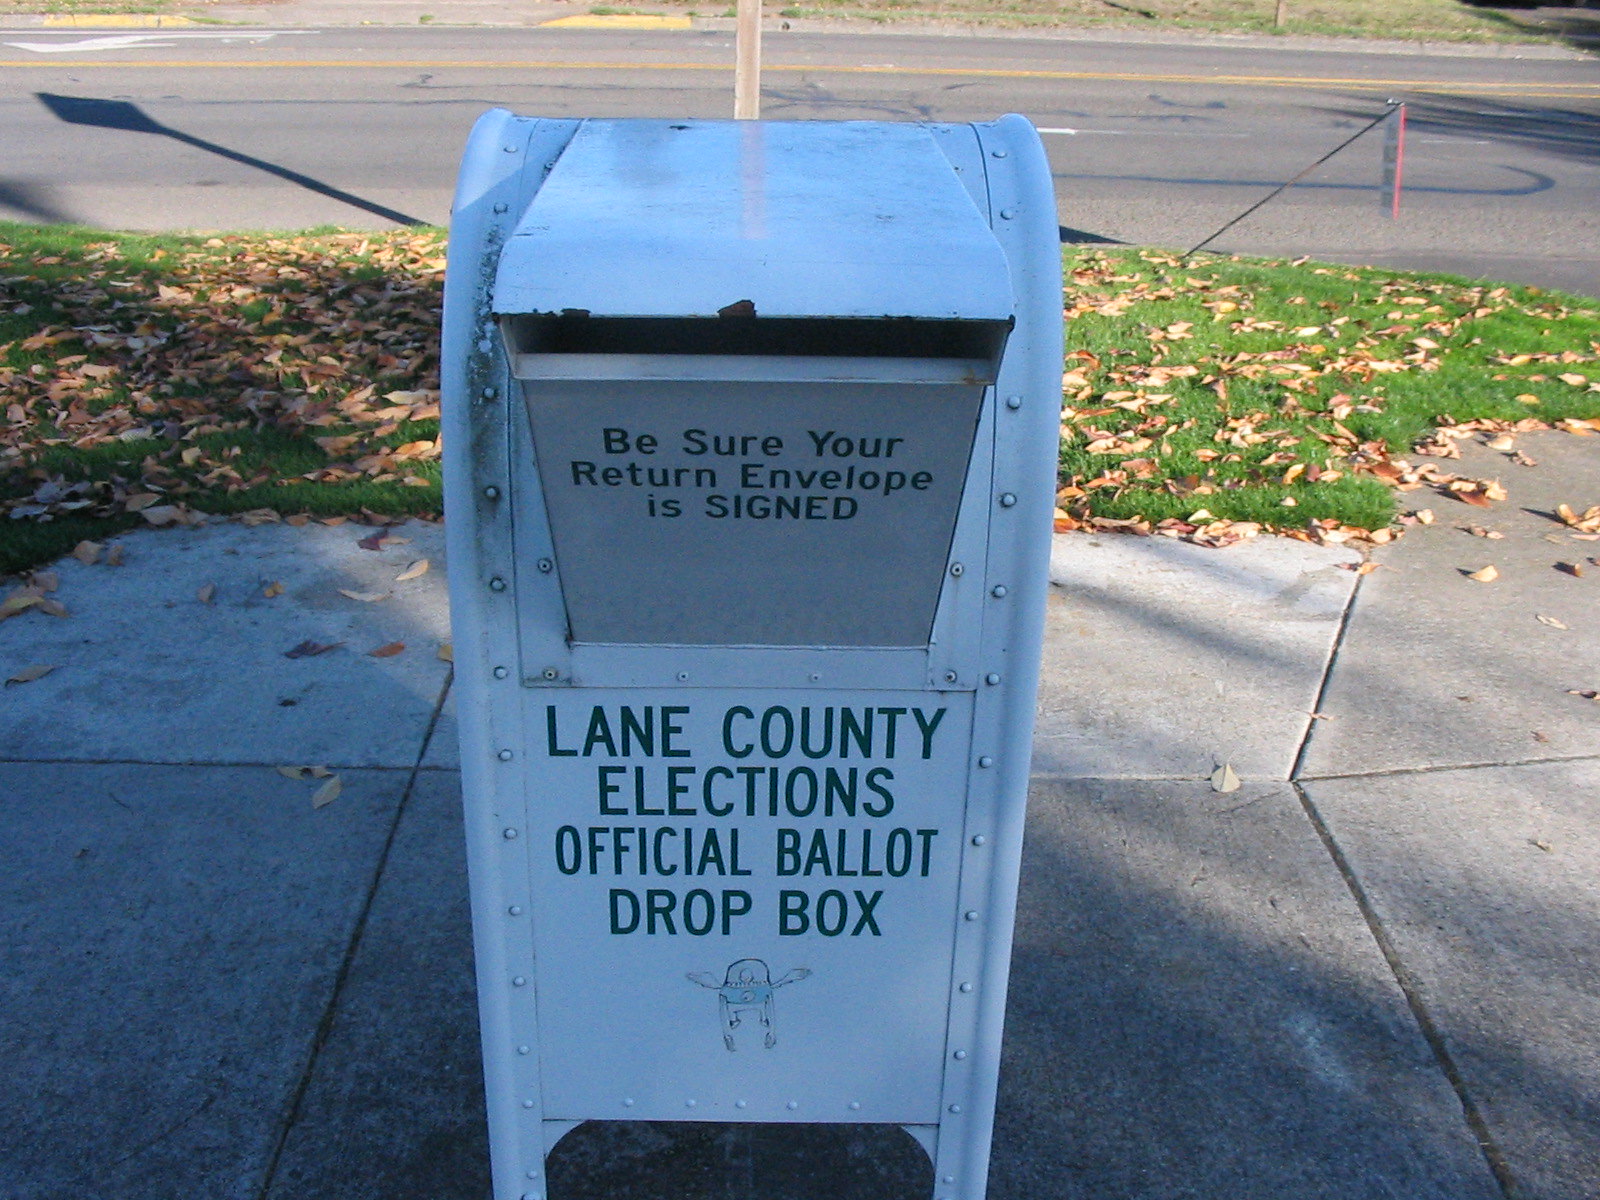 Be Sure Your
Return Envelope
is SIGNED
LANE COUNTY
ELECTIONS
OFFICIAL BALLOT
DROP BOX